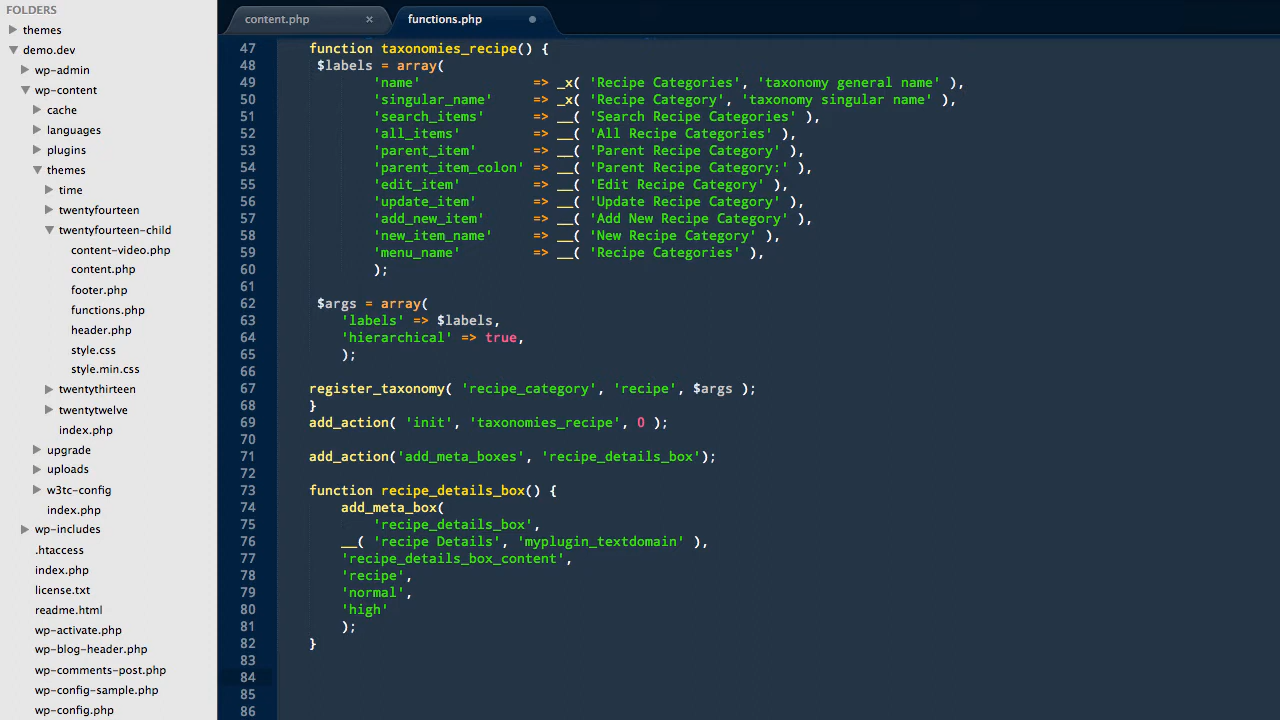 FOLDERS
themes
demo.dev
wp-admin
wp-content
cache
languages
plugins
themes
time
twentyfourteen
twentyfourteen-child
content-video.php
content.php
footer.php
functions.php
header.php
style.css
style.min.css
twentythirteen
twentytwelve
index.php
upgrade
uploads
w3tc-config
index.php
wp-includes
.htaccess
index.php
license.txt
readme.html
wp-activate.php
wp-blog-header.php
wp-comments-post.php
wp-config-sample.php
wp-config.php
content.php × functions.php
47 function taxonomies_recipe() {
48 $labels = array(
49 'name' => _x( 'Recipe Categories', 'taxonomy general name' ),
50 'singular_name' => _x( 'Recipe Category', 'taxonomy singular name' ),
51 'search_items' => __( 'Search Recipe Categories' ),
52 'all_items' => __( 'All Recipe Categories' ),
53 'parent_item' => __( 'Parent Recipe Category' ),
54 'parent_item_colon' => __( 'Parent Recipe Category:' ),
55 'edit_item' => __( 'Edit Recipe Category' ),
56 'update_item' => __( 'Update Recipe Category' ),
57 'add_new_item' => __( 'Add New Recipe Category' ),
58 'new_item_name' => __( 'New Recipe Category' ),
59 'menu_name' => __( 'Recipe Categories' ),
60 );
61
62 $args = array(
63 'labels' => $labels,
64 'hierarchical' => true,
65 );
66
67 register_taxonomy( 'recipe_category', 'recipe', $args );
68 }
69 add_action( 'init', 'taxonomies_recipe', 0 );
70
71 add_action('add_meta_boxes', 'recipe_details_box');
72
73 function recipe_details_box() {
74 add_meta_box(
75 'recipe_details_box',
76 __( 'recipe Details', 'myplugin_textdomain' ),
77 'recipe_details_box_content',
78 'recipe',
79 'normal',
80 'high'
81 );
82 }
83
84
85
86